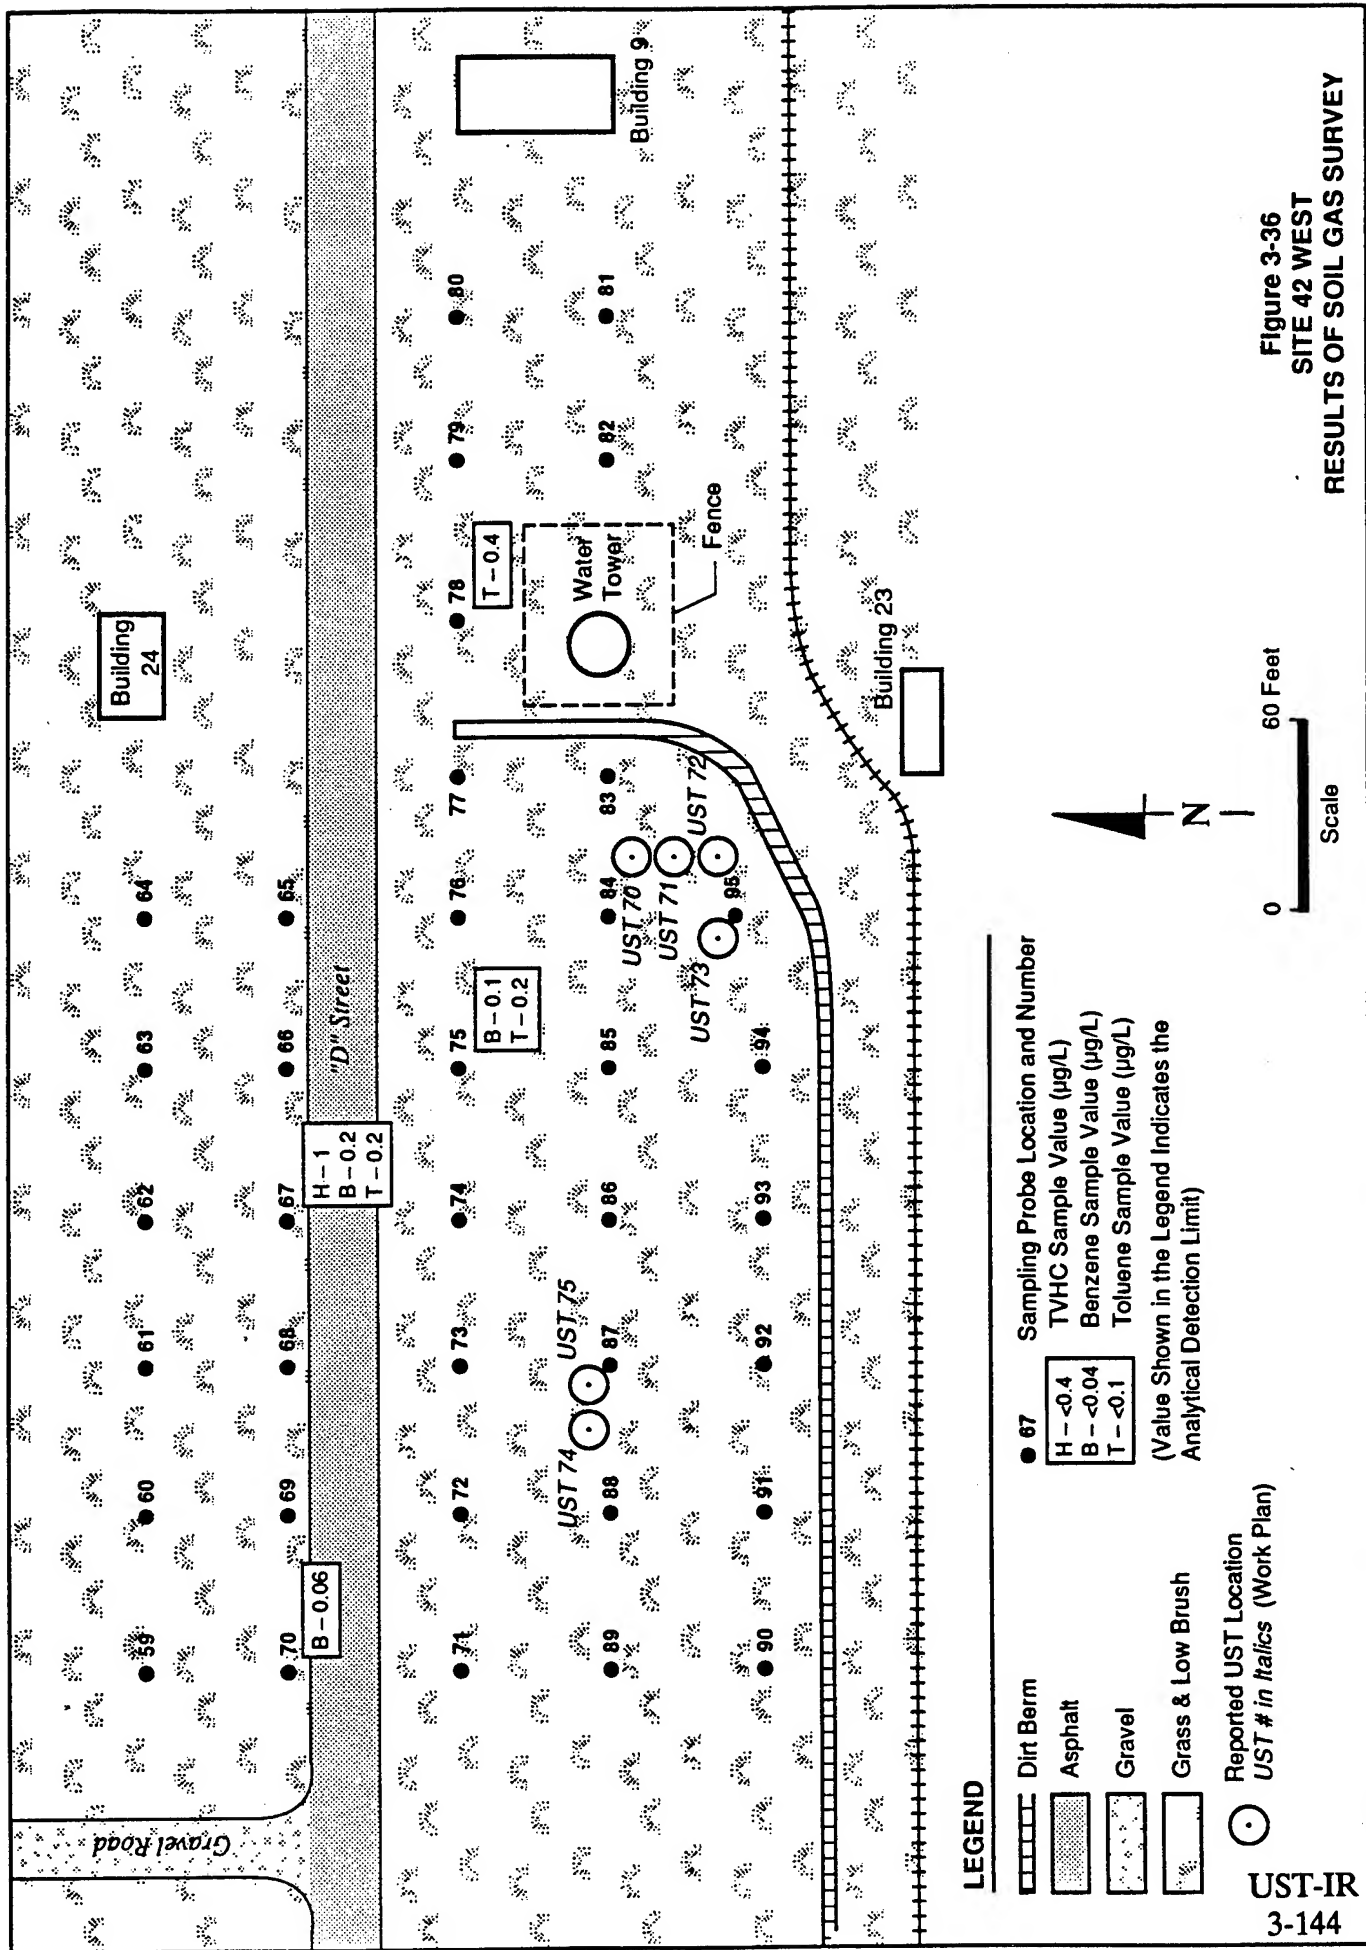 Gravel Road
59
60
61
62
63
64
Building
24
70
69
68
67
66
65
B – 0.06
H – 1
B – 0.2
T – 0.2
"D" Street
71
72
73
74
75
76
77
78
79
80
B – 0.1
T – 0.2
T – 0.4
Building 9
UST 74
UST 75
89
88
87
86
85
84
83
82
81
Water
Tower
Fence
UST 70
UST 71
UST 72
UST 73
90
91
92
93
94
95
Building 23
LEGEND
Dirt Berm
Asphalt
Gravel
Grass & Low Brush
Reported UST Location
UST # in Italics (Work Plan)
67 Sampling Probe Location and Number
H – <0.4 TVHC Sample Value (µg/L)
B – <0.04 Benzene Sample Value (µg/L)
T – <0.1 Toluene Sample Value (µg/L)
(Value Shown in the Legend Indicates the
Analytical Detection Limit)
N
0 60 Feet
Scale
Figure 3-36
SITE 42 WEST
RESULTS OF SOIL GAS SURVEY
UST-IR
3-144